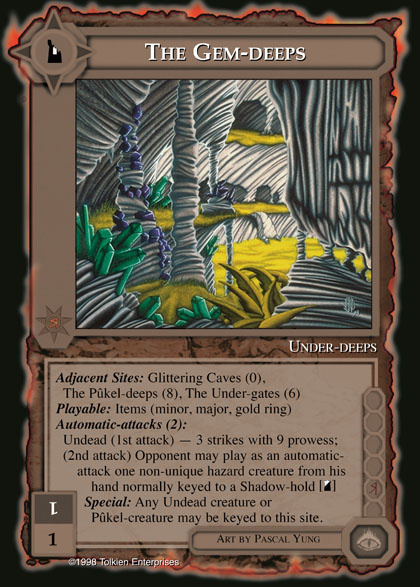 The Gem-deeps
Under-deeps
Adjacent Sites: Glittering Caves (0),
The Pûkel-deeps (8), The Under-gates (6)
Playable: Items (minor, major, gold ring)
Automatic-attacks (2):
Undead (1st attack) — 3 strikes with 9 prowess;
(2nd attack) Opponent may play as an automatic-
attack one non-unique hazard creature from his
hand normally keyed to a Shadow-hold []
Special: Any Undead creature or
Pûkel-creature may be keyed to this site.
1
1
Art by Pascal Yung
©1998 Tolkien Enterprises